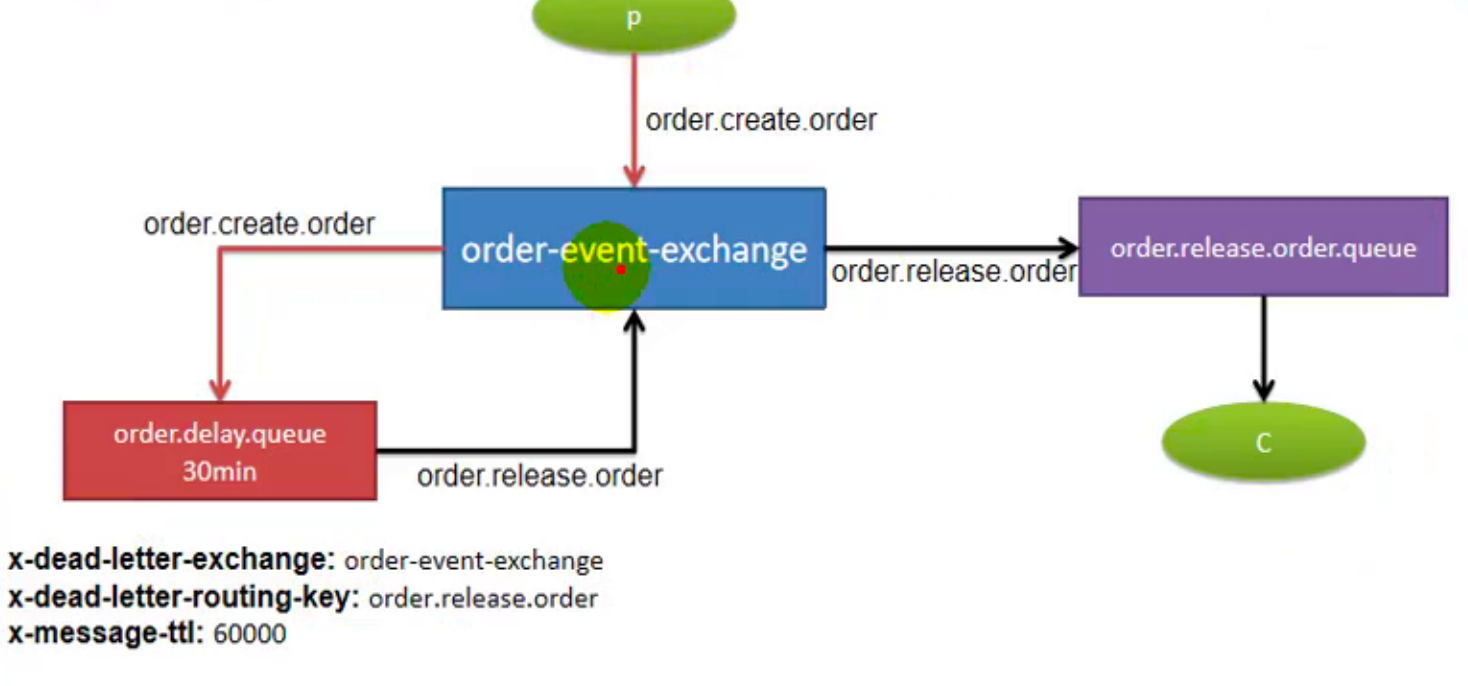 p
order.create.order
order.create.order
order-event-exchange
order.release.order
order.release.order.queue
order.delay.queue
30min
order.release.order
C
x-dead-letter-exchange: order-event-exchange
x-dead-letter-routing-key: order.release.order
x-message-ttl: 60000